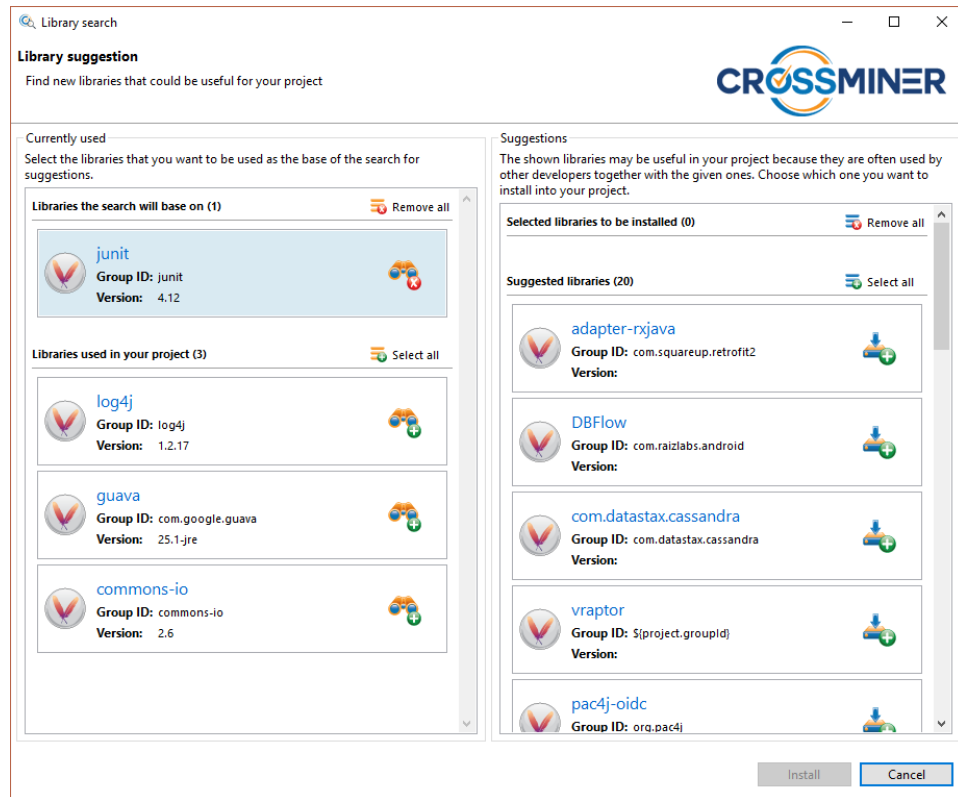 Library search
Library suggestion
Find new libraries that could be useful for your project
CROSSMINER
Currently used
Select the libraries that you want to be used as the base of the search for
suggestions.
Libraries the search will base on (1)
Remove all
junit
Group ID: junit
Version: 4.12
Libraries used in your project (3)
Select all
log4j
Group ID: log4j
Version: 1.2.17
guava
Group ID: com.google.guava
Version: 25.1-jre
commons-io
Group ID: commons-io
Version: 2.6
Suggestions
The shown libraries may be useful in your project because they are often used by
other developers together with the given ones. Choose which one you want to
install into your project.
Selected libraries to be installed (0)
Remove all
Suggested libraries (20)
Select all
adapter-rxjava
Group ID: com.squareup.retrofit2
Version:
DBFlow
Group ID: com.raizlabs.android
Version:
com.datastax.cassandra
Group ID: com.datastax.cassandra
Version:
vraptor
Group ID: ${project.groupId}
Version:
pac4j-oidc
Group ID: org.pac4j
Install
Cancel